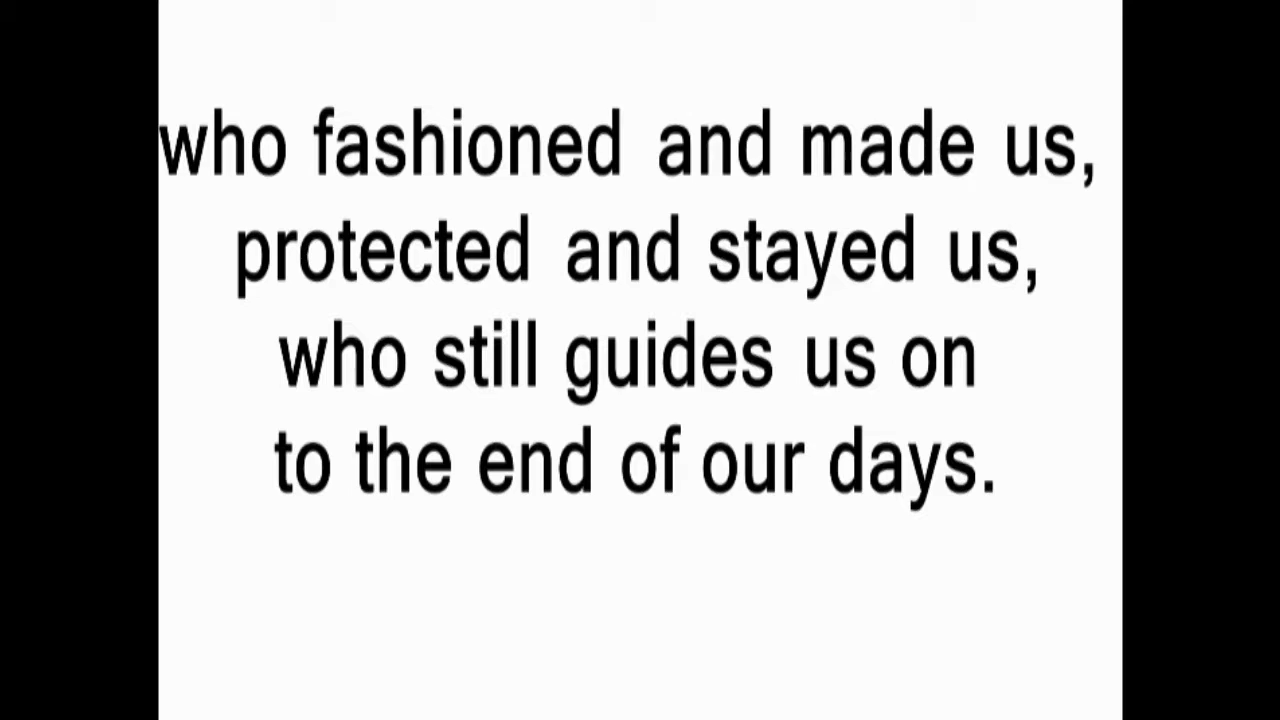 who fashioned and made us,
protected and stayed us,
who still guides us on
to the end of our days.